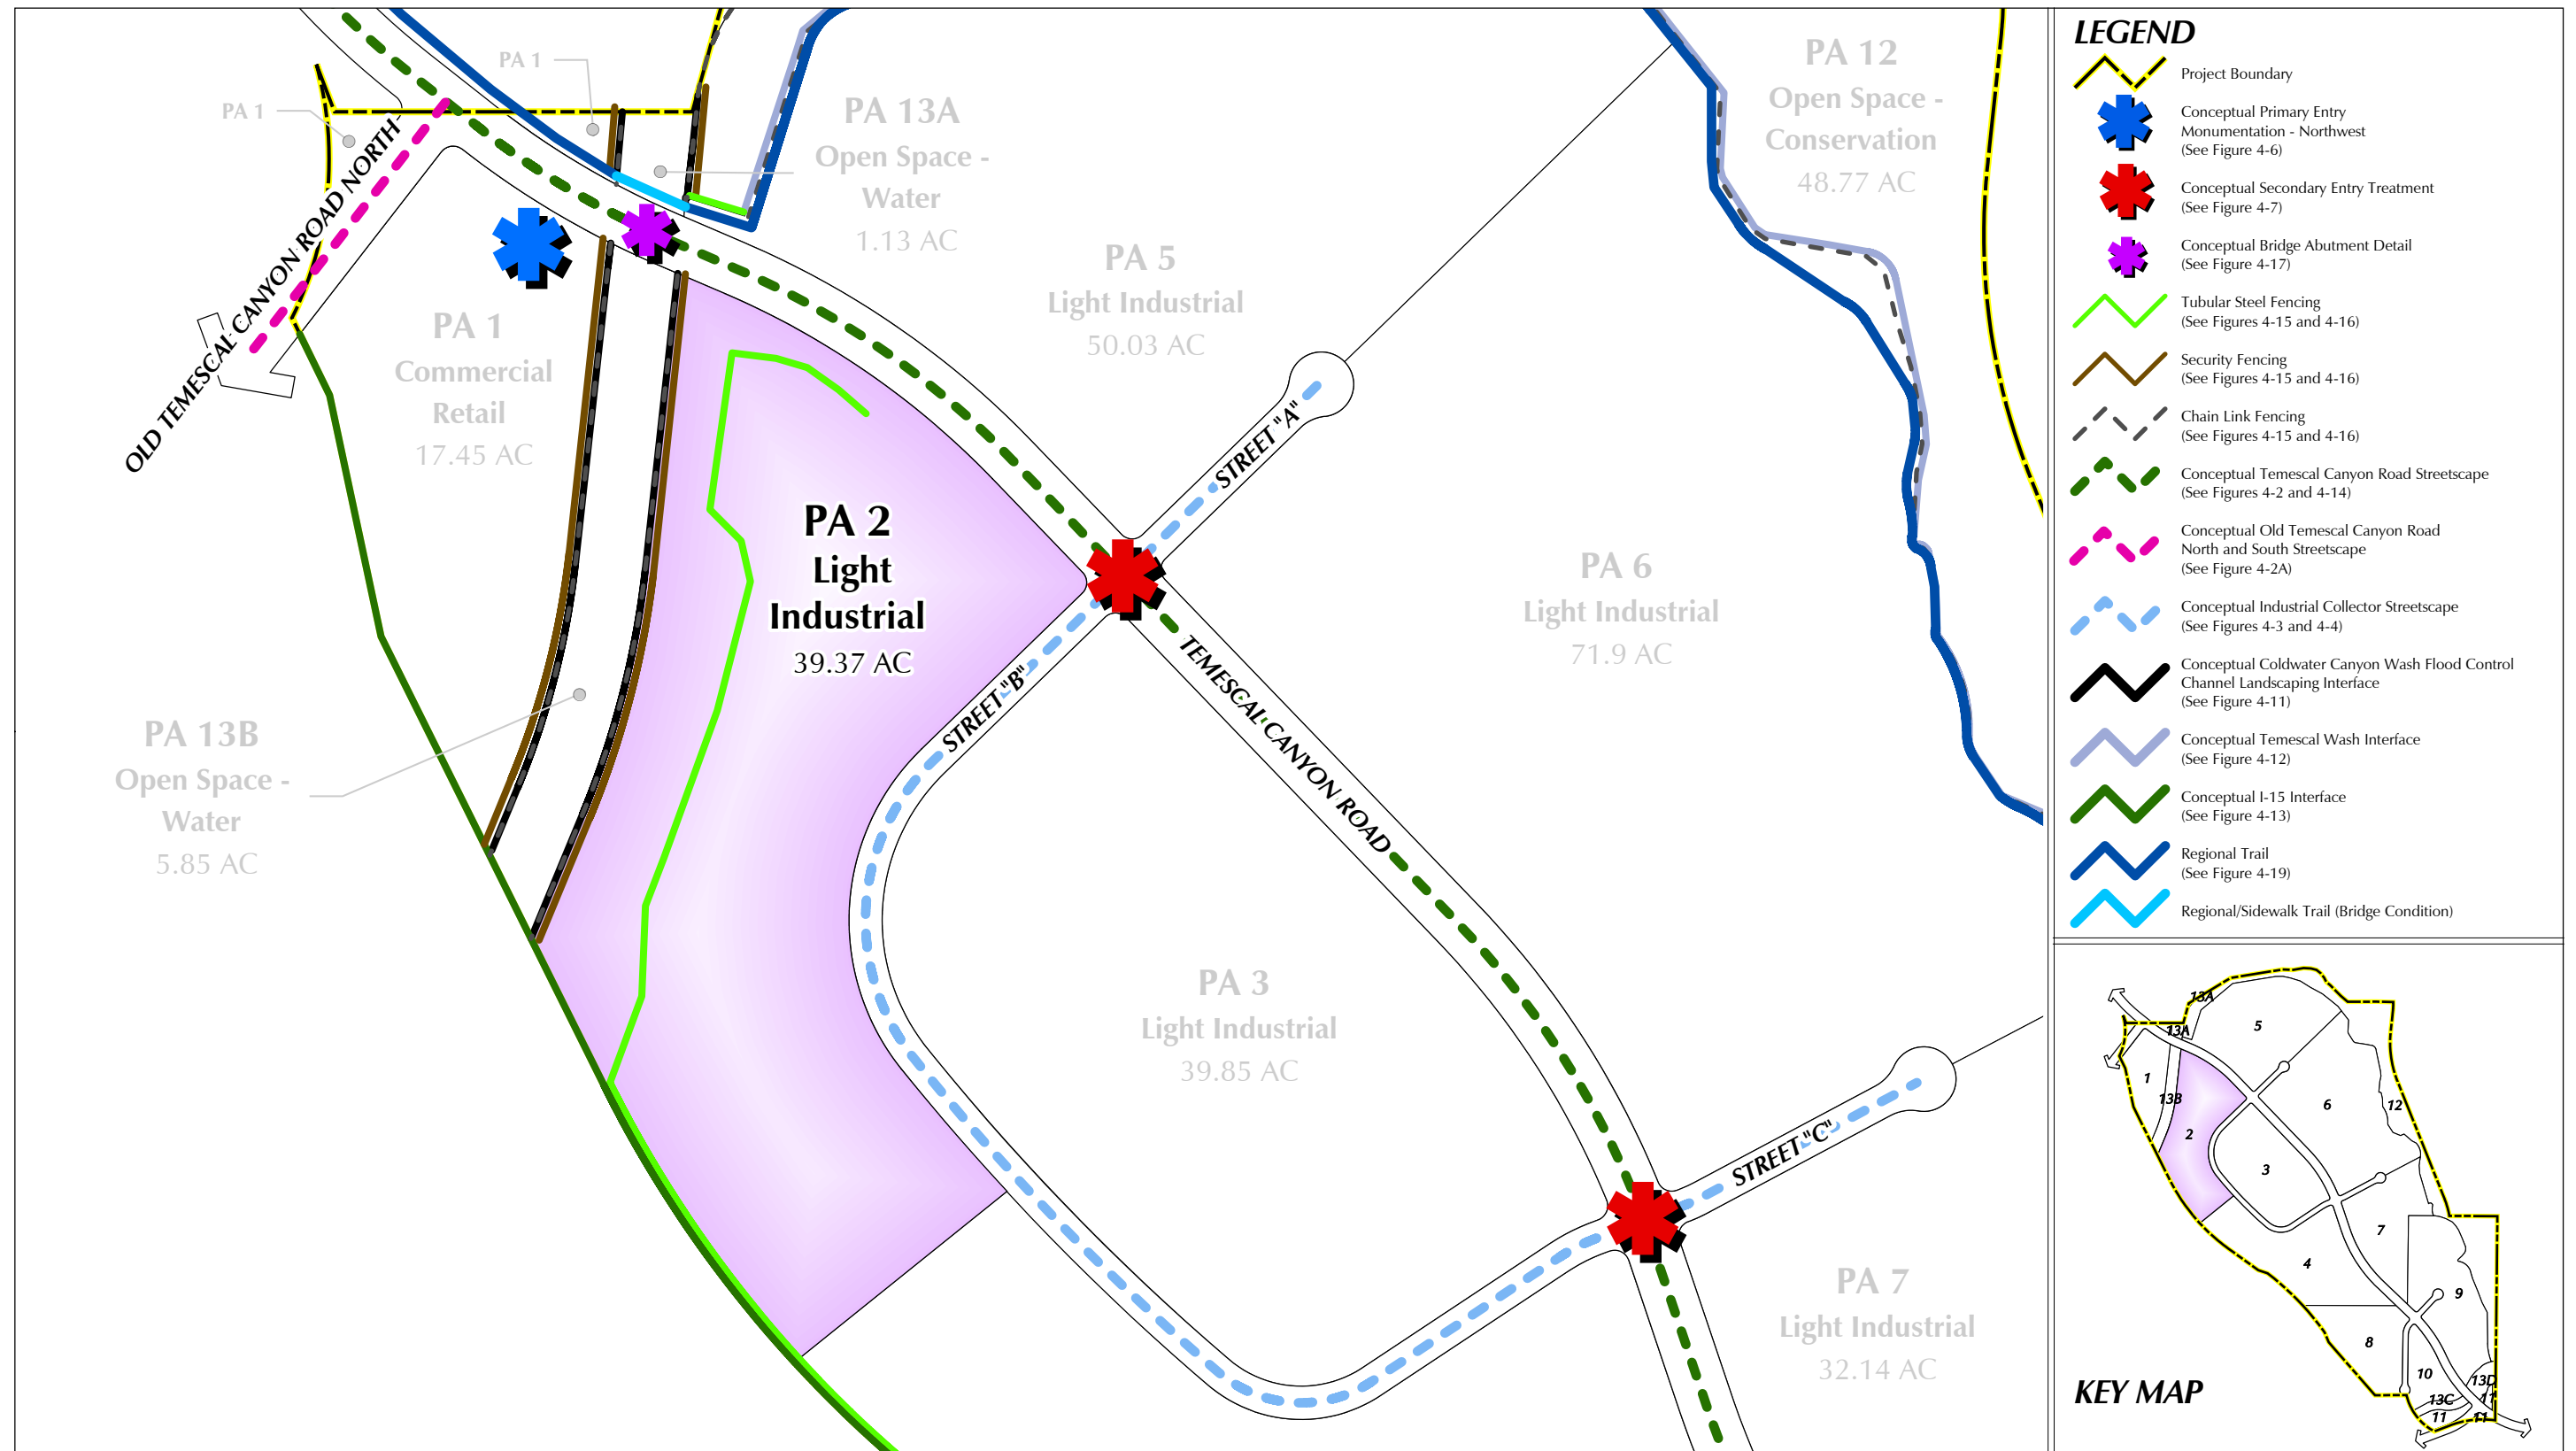 PA 1
PA 1
OLD TEMESCAL CANYON ROAD NORTH
PA 13A
Open Space -
Water
1.13 AC
PA 12
Open Space -
Conservation
48.77 AC
PA 5
Light Industrial
50.03 AC
PA 1
Commercial
Retail
17.45 AC
STREET "A"
PA 2
Light
Industrial
39.37 AC
PA 6
Light Industrial
71.9 AC
STREET "B"
TEMESCAL CANYON ROAD
PA 13B
Open Space -
Water
5.85 AC
PA 3
Light Industrial
39.85 AC
STREET "C"
PA 7
Light Industrial
32.14 AC
LEGEND
Project Boundary
Conceptual Primary Entry
Monumentation - Northwest
(See Figure 4-6)
Conceptual Secondary Entry Treatment
(See Figure 4-7)
Conceptual Bridge Abutment Detail
(See Figure 4-17)
Tubular Steel Fencing
(See Figures 4-15 and 4-16)
Security Fencing
(See Figures 4-15 and 4-16)
Chain Link Fencing
(See Figures 4-15 and 4-16)
Conceptual Temescal Canyon Road Streetscape
(See Figures 4-2 and 4-14)
Conceptual Old Temescal Canyon Road
North and South Streetscape
(See Figure 4-2A)
Conceptual Industrial Collector Streetscape
(See Figures 4-3 and 4-4)
Conceptual Coldwater Canyon Wash Flood Control
Channel Landscaping Interface
(See Figure 4-11)
Conceptual Temescal Wash Interface
(See Figure 4-12)
Conceptual I-15 Interface
(See Figure 4-13)
Regional Trail
(See Figure 4-19)
Regional/Sidewalk Trail (Bridge Condition)
13A
13A
5
1
13B
6
12
2
3
7
4
9
8
10
13D
13C
11
11
11
KEY MAP